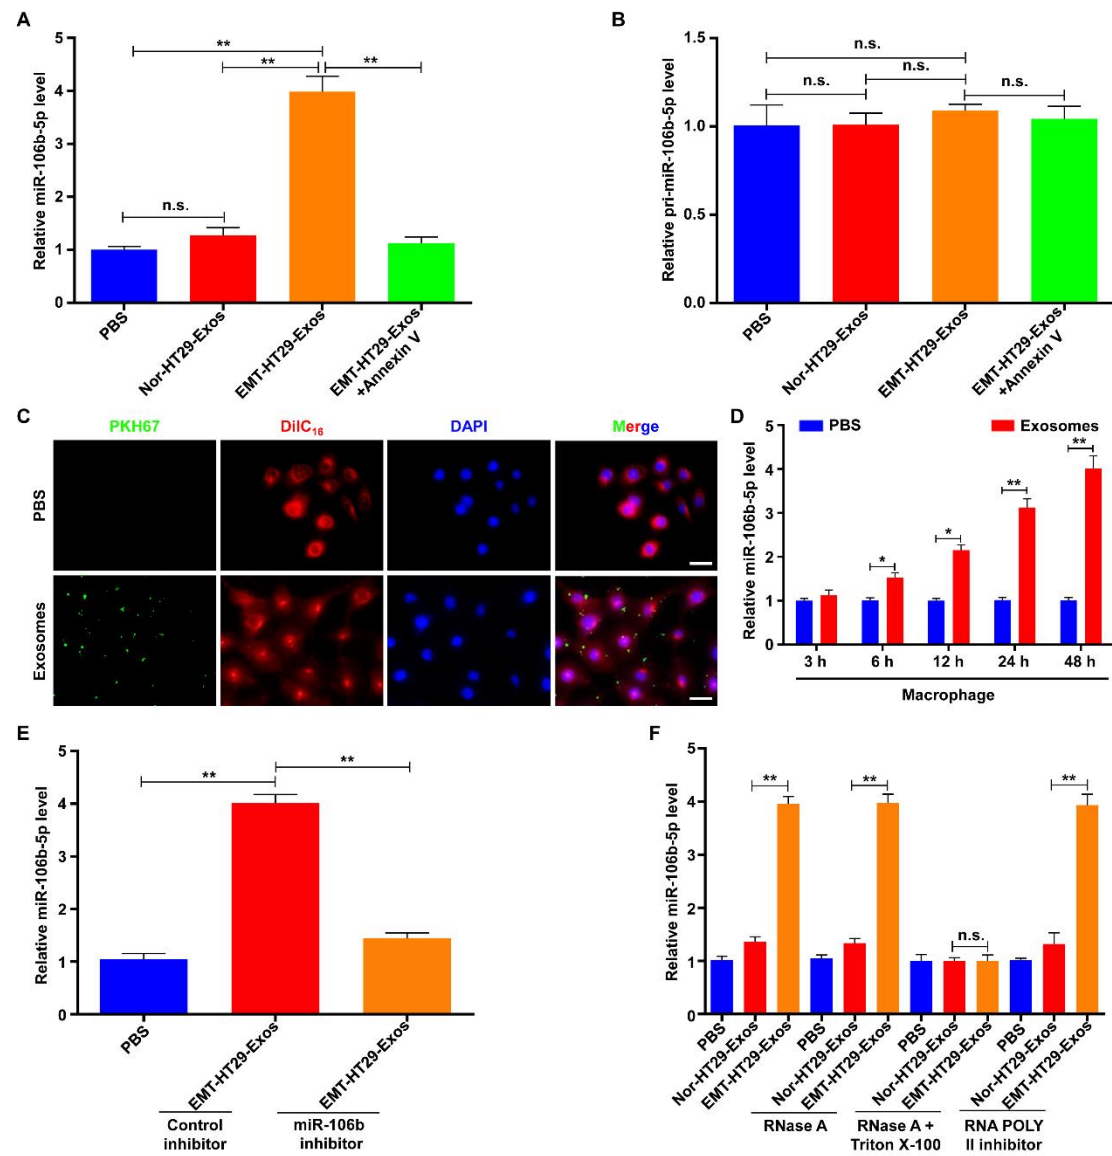 A
Relative miR-106b-5p level
5
4
3
2
1
0
**
**
**
n.s.
PBS
Nor-HT29-Exos
EMT-HT29-Exos
EMT-HT29-Exos
+Annexin V
B
Relative pri-miR-106b-5p level
1.5
1.0
0.5
0.0
n.s.
n.s.
n.s.
n.s.
PBS
Nor-HT29-Exos
EMT-HT29-Exos
EMT-HT29-Exos
+Annexin V
C
PKH67
DilC₁₆
DAPI
Merge
PBS
Exosomes
D
PBS
Exosomes
Relative miR-106b-5p level
5
4
3
2
1
0
*
*
**
**
3 h
6 h
12 h
24 h
48 h
Macrophage
E
Relative miR-106b-5p level
5
4
3
2
1
0
**
**
PBS
EMT-HT29-Exos
EMT-HT29-Exos
Control
inhibitor
miR-106b
inhibitor
F
Relative miR-106b-5p level
5
4
3
2
1
0
**
**
n.s.
**
PBS
Nor-HT29-Exos
EMT-HT29-Exos
PBS
Nor-HT29-Exos
EMT-HT29-Exos
PBS
Nor-HT29-Exos
EMT-HT29-Exos
PBS
Nor-HT29-Exos
EMT-HT29-Exos
RNase A
RNase A +
Triton X-100
RNA POLY
II inhibitor